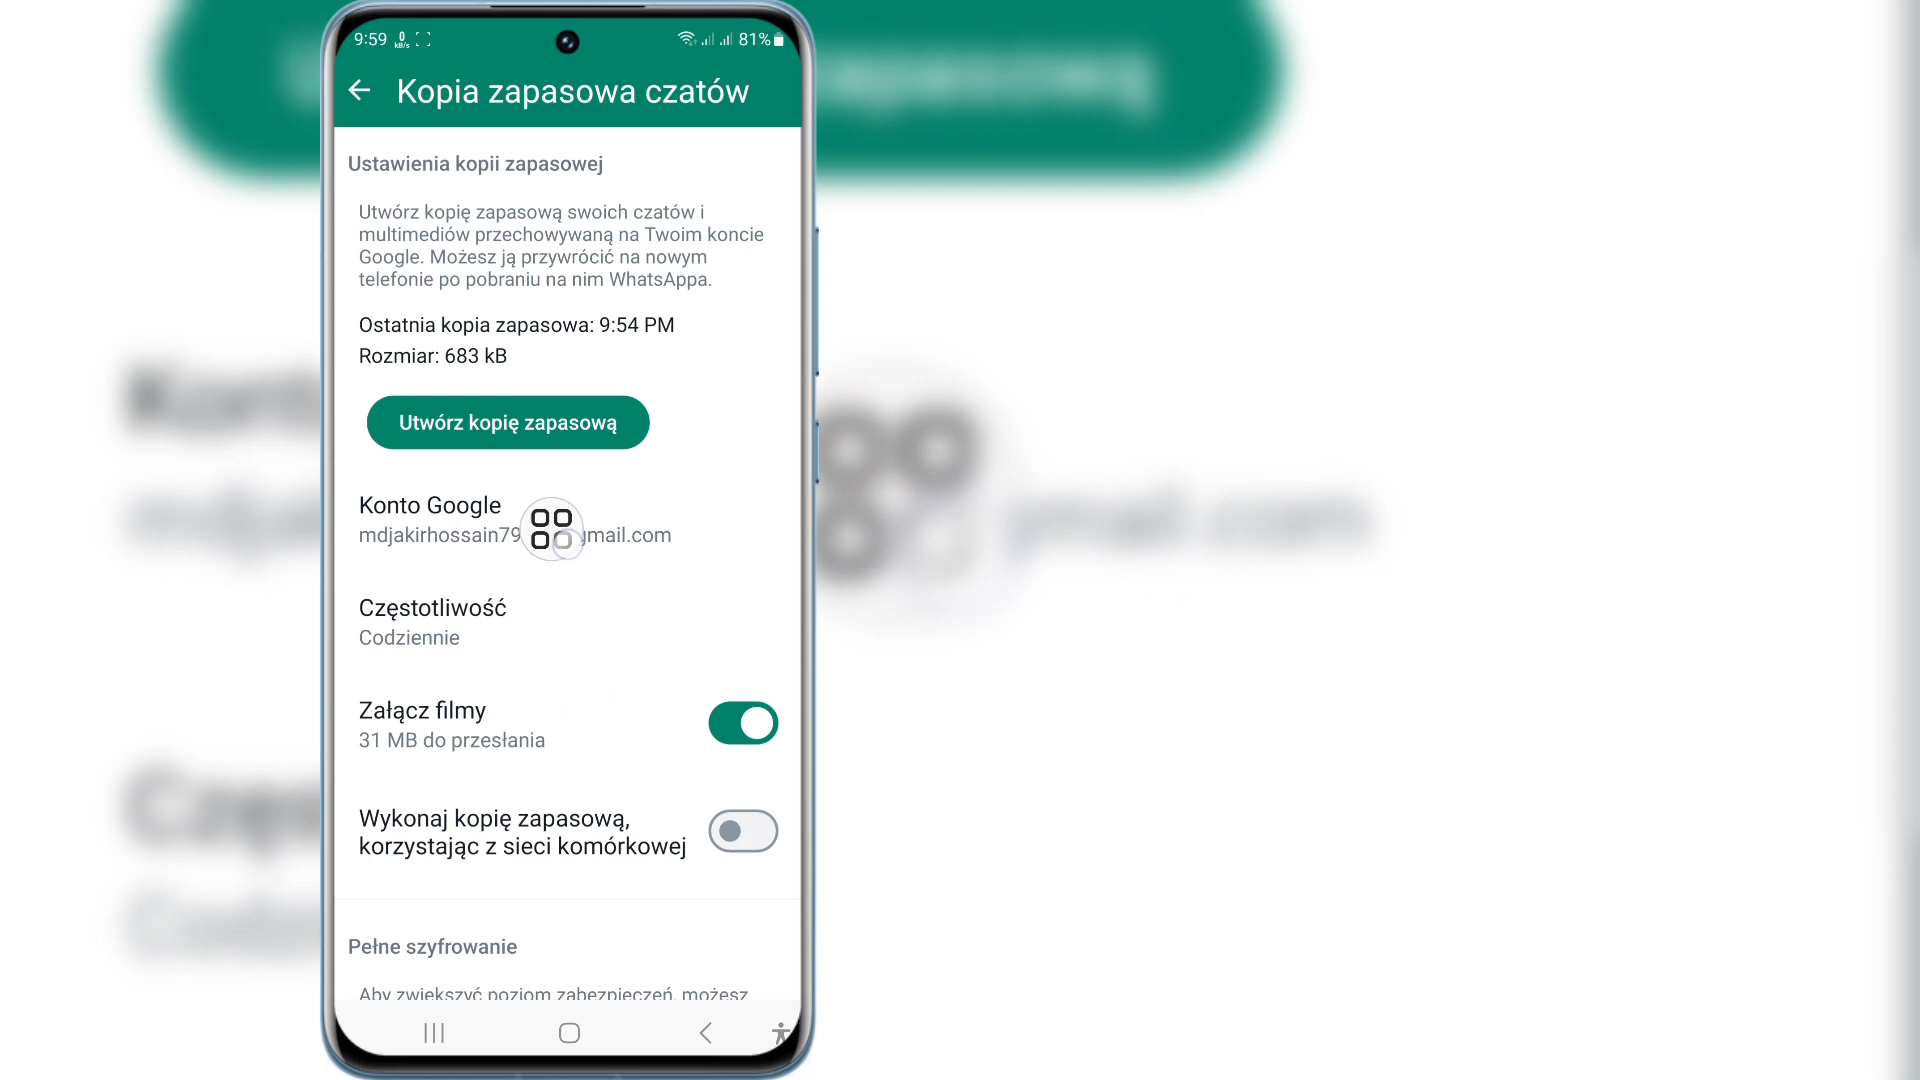 9:59 0 kB/s 81%
Kopia zapasowa czatów
Ustawienia kopii zapasowej
Utwórz kopię zapasową swoich czatów i
multimediów przechowywaną na Twoim koncie
Google. Możesz ją przywrócić na nowym
telefonie po pobraniu na nim WhatsAppa.
Ostatnia kopia zapasowa: 9:54 PM
Rozmiar: 683 kB
Utwórz kopię zapasową
Konto Google
mdjakirhossain79 gmail.com
Częstotliwość
Codziennie
Załącz filmy
31 MB do przesłania
Wykonaj kopię zapasową,
korzystając z sieci komórkowej
Pełne szyfrowanie
Aby zwiększyć poziom zabezpieczeń, możesz